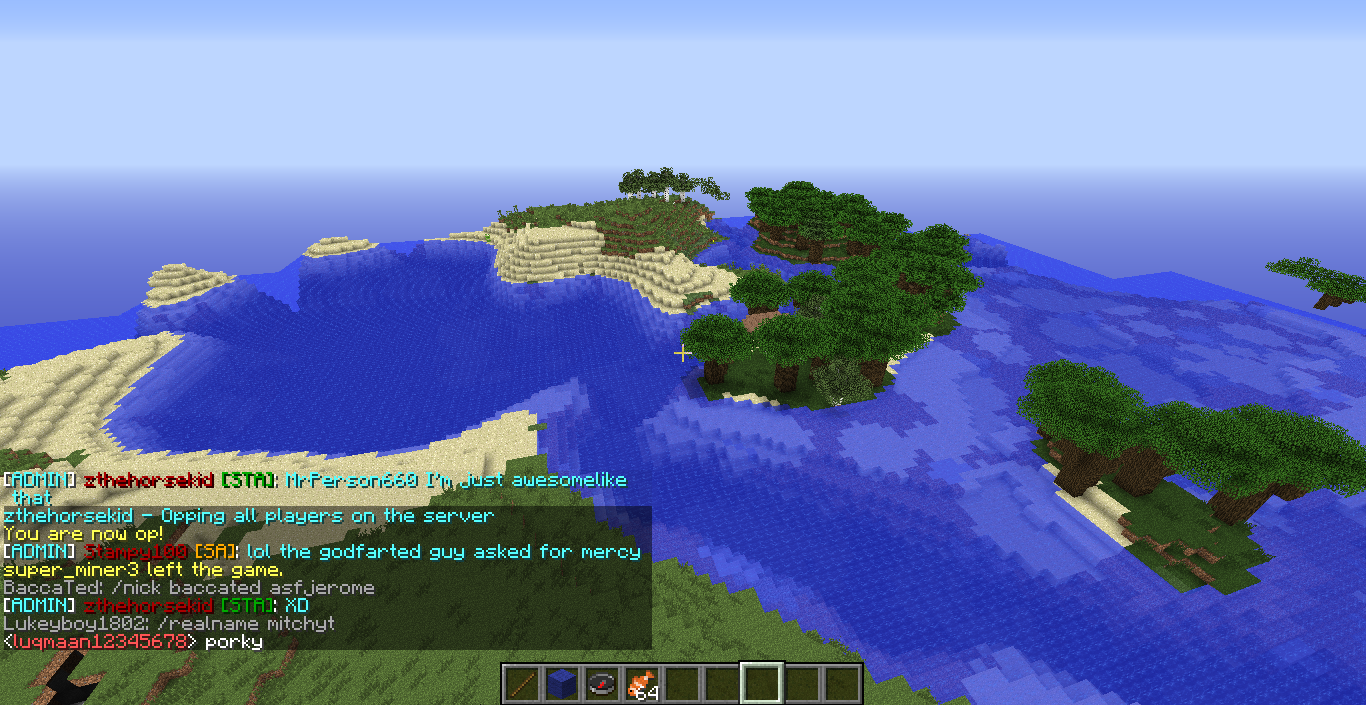 [ADMIN] zthehorsekid [STA]: MrPerson660 I'm just awesomelike
that
zthehorsekid - Opping all players on the server
You are now op!
[ADMIN] Stampy100 [SA]: lol the godfarted guy asked for mercy
super_miner3 left the game.
BaccaTed: /nick baccated asfjerome
[ADMIN] zthehorsekid [STA]: XD
Lukeyboy1802: /realname mitchyt
<luqmaan12345678> porky
64